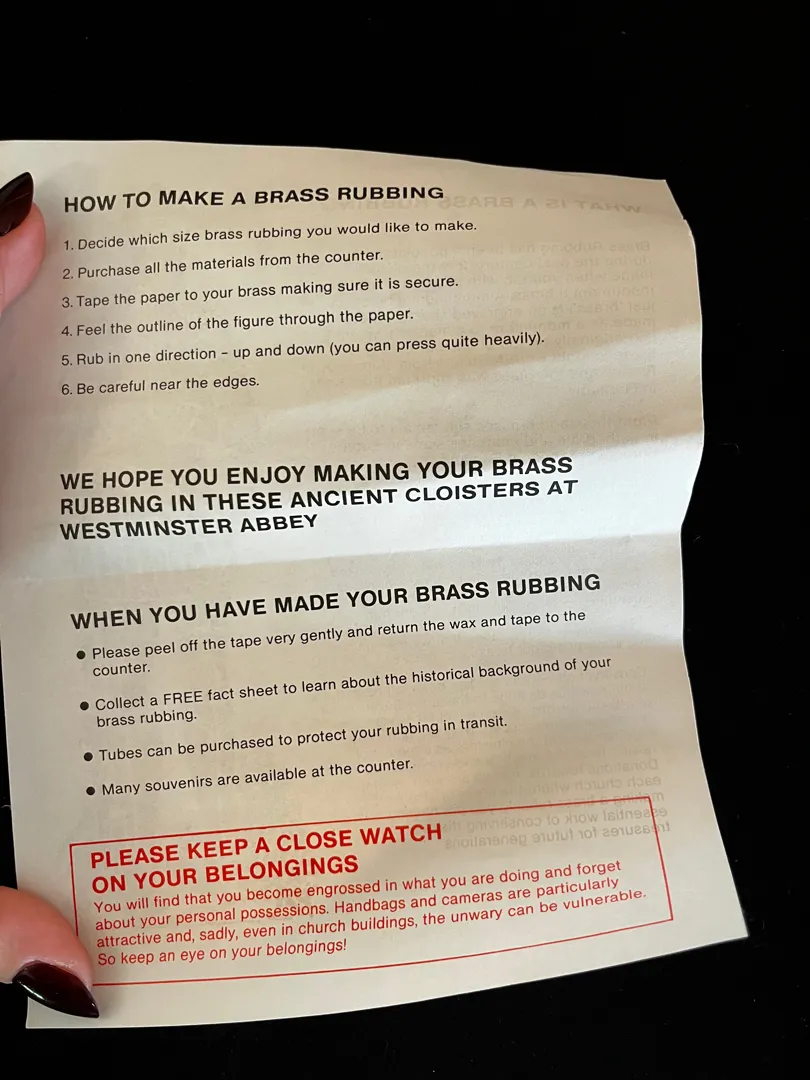 HOW TO MAKE A BRASS RUBBING
1. Decide which size brass rubbing you would like to make.
2. Purchase all the materials from the counter.
3. Tape the paper to your brass making sure it is secure.
4. Feel the outline of the figure through the paper.
5. Rub in one direction - up and down (you can press quite heavily).
6. Be careful near the edges.
WE HOPE YOU ENJOY MAKING YOUR BRASS
RUBBING IN THESE ANCIENT CLOISTERS AT
WESTMINSTER ABBEY
WHEN YOU HAVE MADE YOUR BRASS RUBBING
● Please peel off the tape very gently and return the wax and tape to the
counter.
● Collect a FREE fact sheet to learn about the historical background of your
brass rubbing.
● Tubes can be purchased to protect your rubbing in transit.
● Many souvenirs are available at the counter.
PLEASE KEEP A CLOSE WATCH
ON YOUR BELONGINGS
You will find that you become engrossed in what you are doing and forget
about your personal possessions. Handbags and cameras are particularly
attractive and, sadly, even in church buildings, the unwary can be vulnerable.
So keep an eye on your belongings!